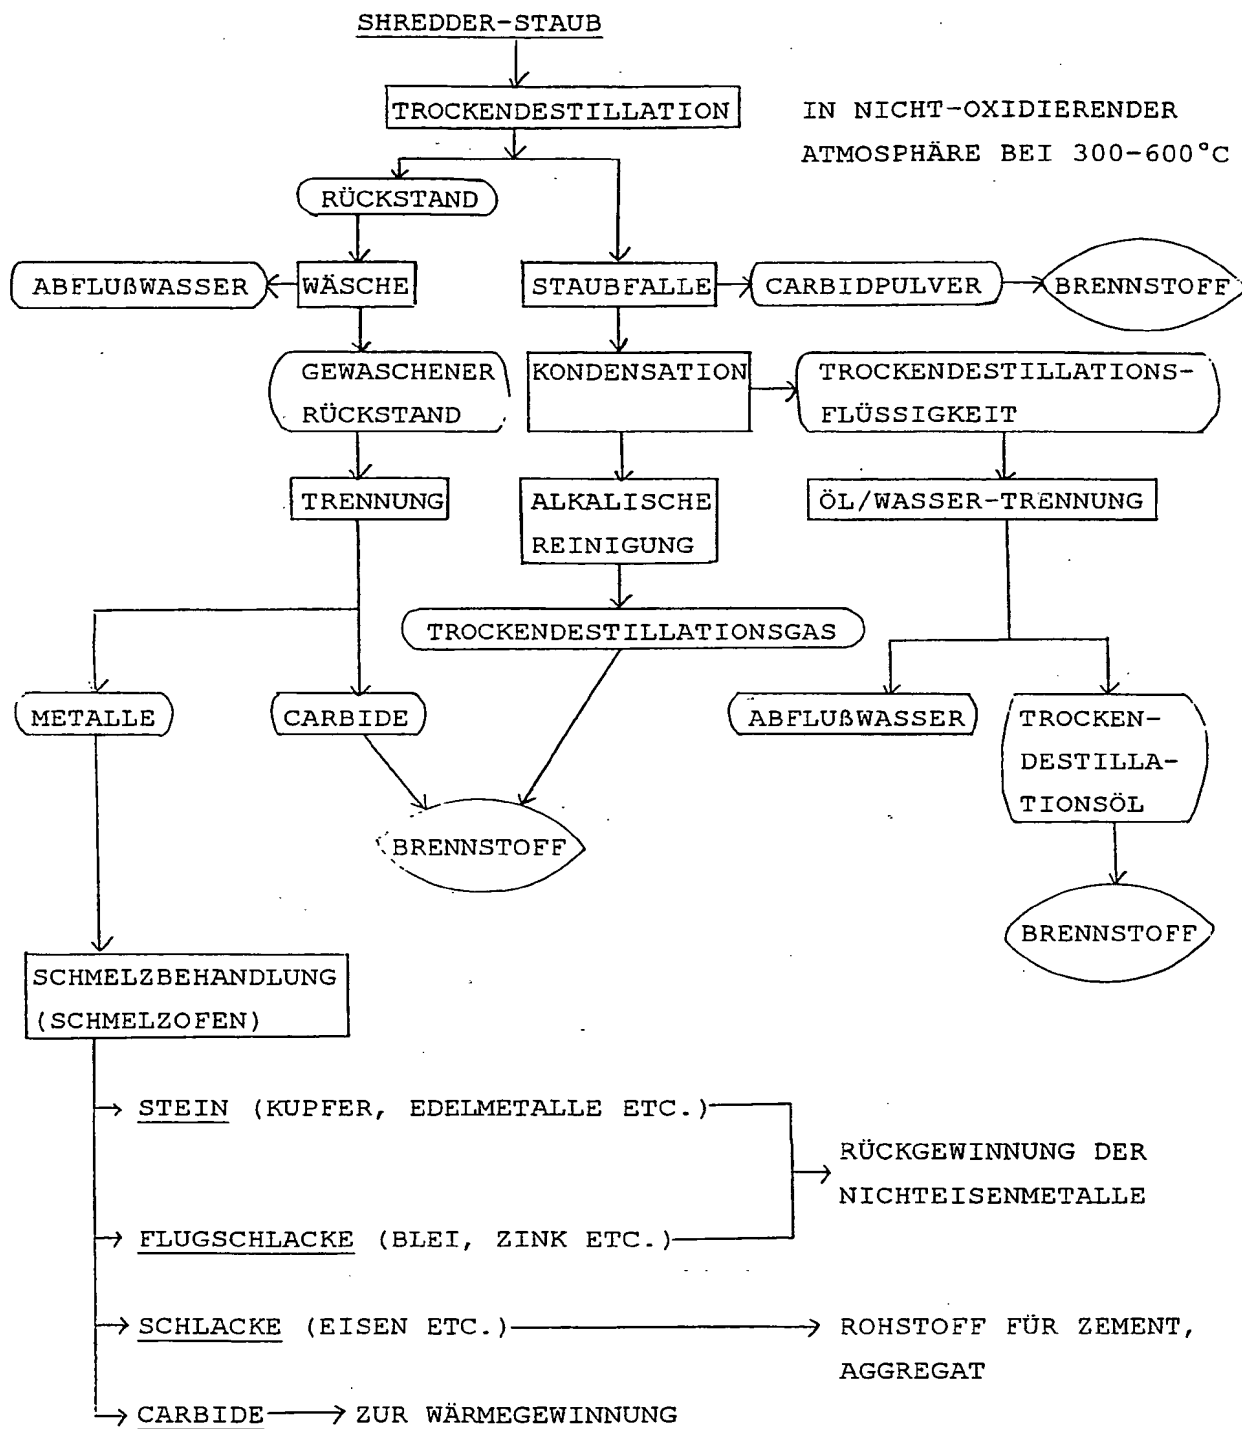 SHREDDER-STAUB
TROCKENDESTILLATION
IN NICHT-OXIDIERENDER
ATMOSPHÄRE BEI 300-600°C
RÜCKSTAND
ABFLUßWASSER
WÄSCHE
STAUBFALLE
CARBIDPULVER
BRENNSTOFF
GEWASCHENER
RÜCKSTAND
KONDENSATION
TROCKENDESTILLATIONS-
FLÜSSIGKEIT
TRENNUNG
ALKALISCHE
REINIGUNG
ÖL/WASSER-TRENNUNG
TROCKENDESTILLATIONSGAS
METALLE
CARBIDE
ABFLUßWASSER
TROCKEN-
DESTILLA-
TIONSÖL
BRENNSTOFF
BRENNSTOFF
SCHMELZBEHANDLUNG
(SCHMELZOFEN)
STEIN (KUPFER, EDELMETALLE ETC.)
RÜCKGEWINNUNG DER
NICHTEISENMETALLE
FLUGSCHLACKE (BLEI, ZINK ETC.)
SCHLACKE (EISEN ETC.)
ROHSTOFF FÜR ZEMENT,
AGGREGAT
CARBIDE
ZUR WÄRMEGEWINNUNG